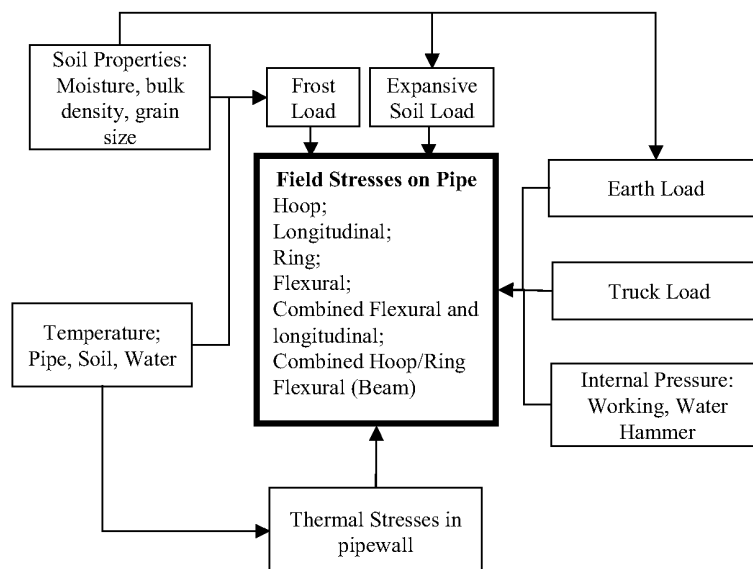 Soil Properties:
Moisture, bulk
density, grain
size
Frost
Load
Expansive
Soil Load
Field Stresses on Pipe
Hoop;
Longitudinal;
Ring;
Flexural;
Combined Flexural and
longitudinal;
Combined Hoop/Ring
Flexural (Beam)
Earth Load
Truck Load
Internal Pressure:
Working, Water
Hammer
Temperature;
Pipe, Soil, Water
Thermal Stresses in
pipewall